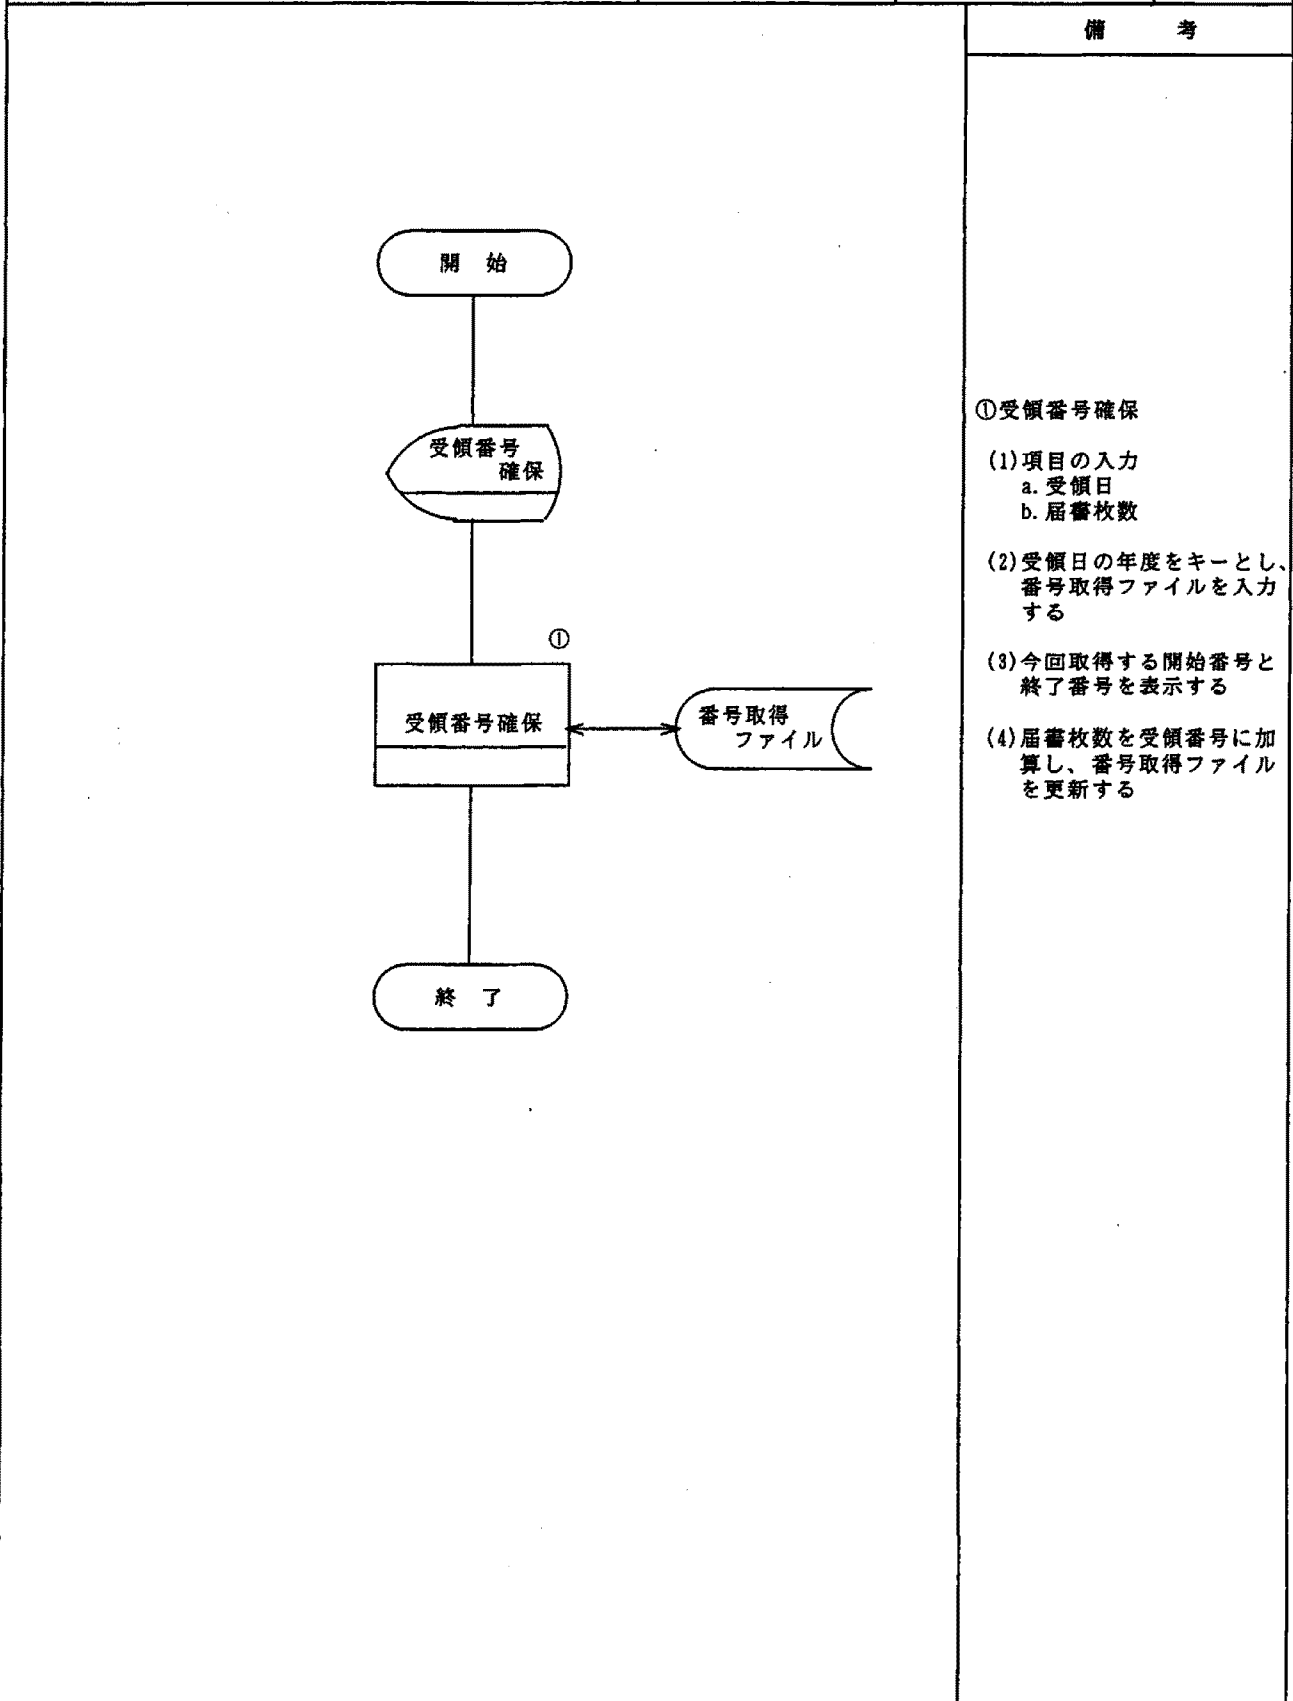 備 考
開 始
受領番号
確保
①
受領番号確保
番号取得
ファイル
終 了
①受領番号確保
(1)項目の入力
a.受領日
b.届書枚数
(2)受領日の年度をキーとし、
番号取得ファイルを入力
する
(3)今回取得する開始番号と
終了番号を表示する
(4)届書枚数を受領番号に加
算し、番号取得ファイル
を更新する